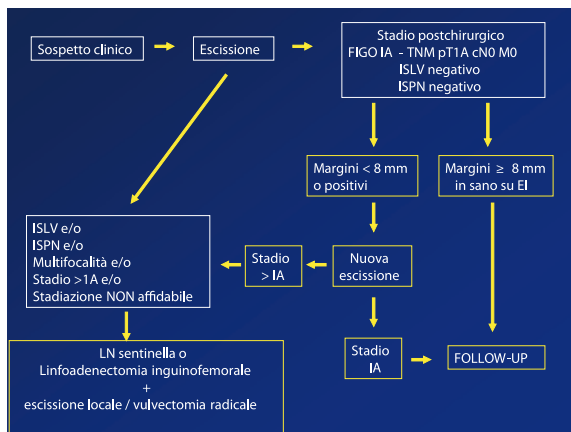 Sospetto clinico
Escissione
Stadio postchirurgico
FIGO IA - TNM pT1A cN0 M0
ISLV negativo
ISPN negativo
Margini < 8 mm
o positivi
Margini ≥ 8 mm
in sano su EI
ISLV e/o
ISPN e/o
Multifocalità e/o
Stadio >1A e/o
Stadiazione NON affidabile
Stadio
> IA
Nuova
escissione
LN sentinella o
Linfoadenectomia inguinofemorale
+
escissione locale / vulvectomia radicale
Stadio
IA
FOLLOW-UP